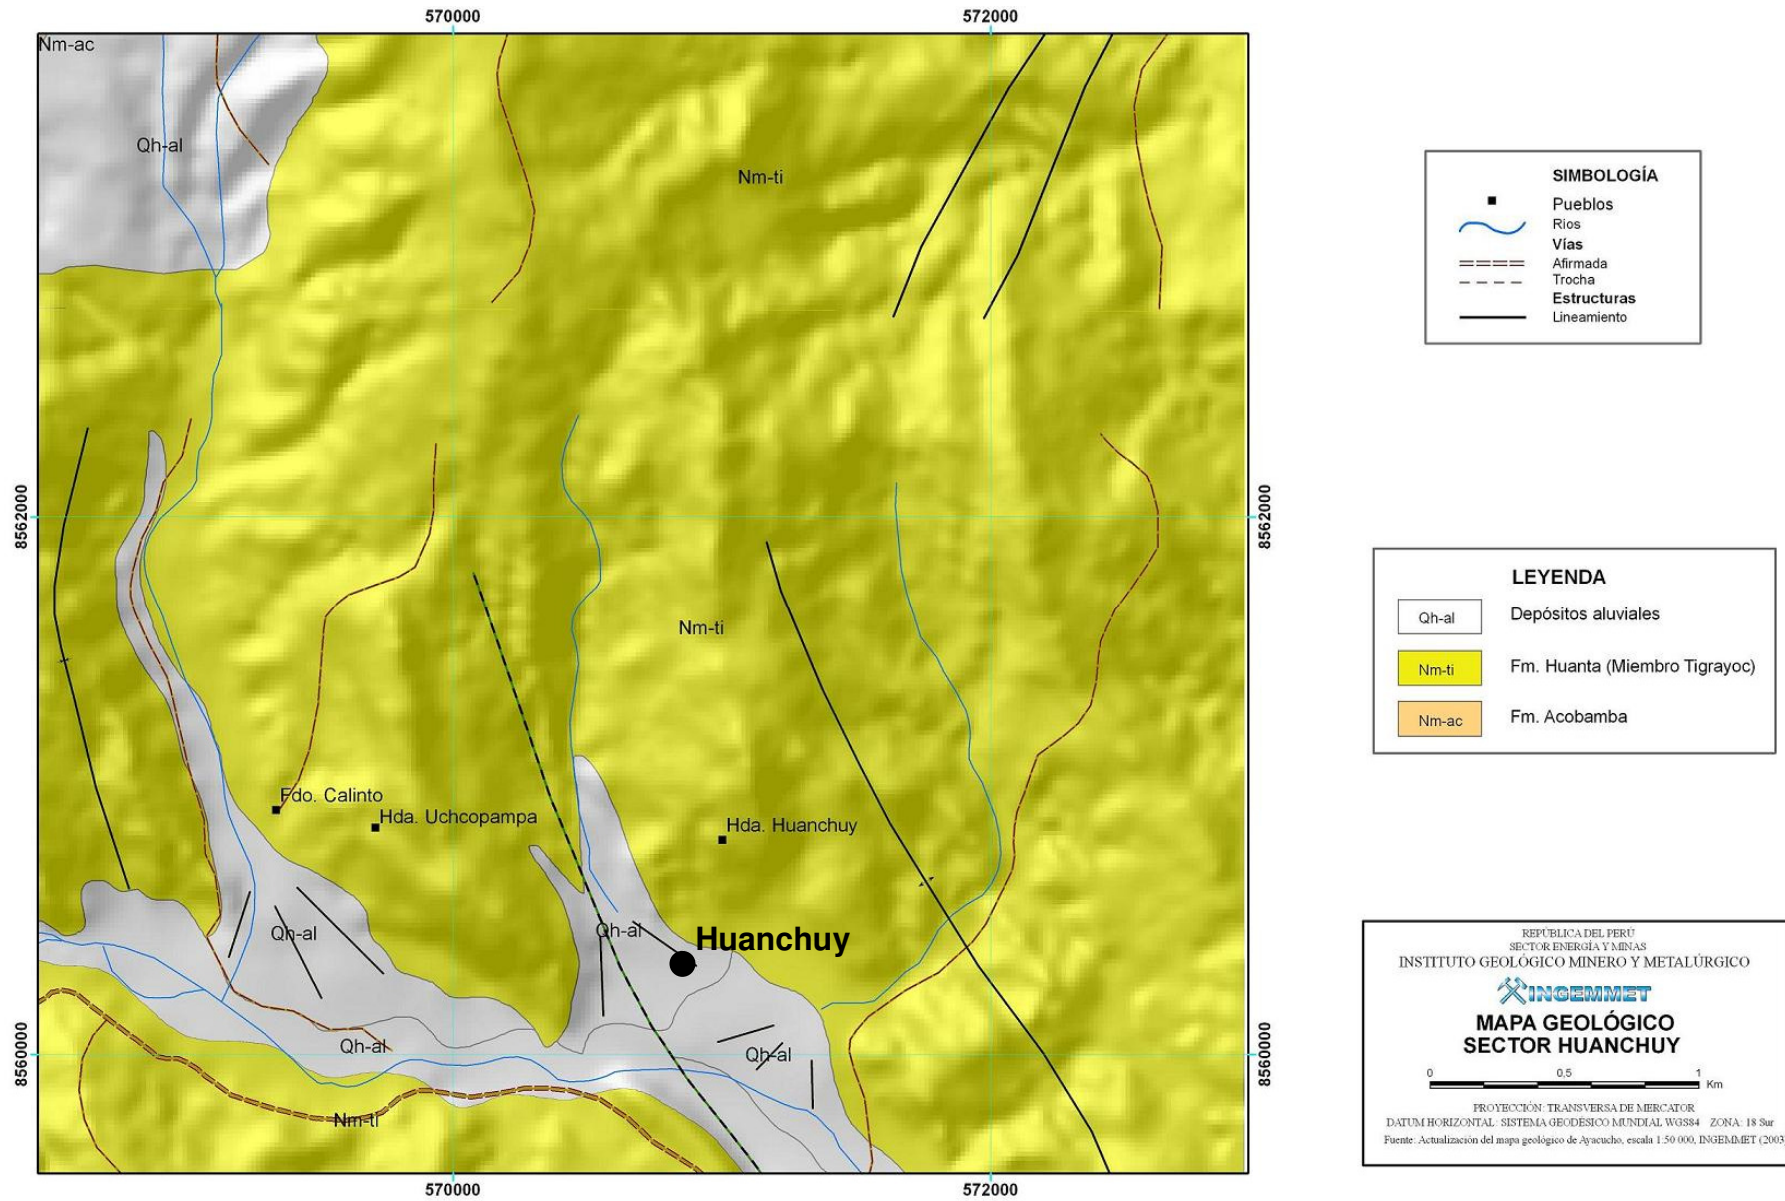 570000
572000
Nm-ac
Qh-al
Nm-ti
8562000
8562000
Nm-ti
Fdo. Calinto
Hda. Uchcopampa
Hda. Huanchuy
Qh-al
Qh-al
Huanchuy
8560000
Qh-al
Qh-al
8560000
Nm-ti
570000
572000
SIMBOLOGÍA
Pueblos
Rios
Vías
Afirmada
Trocha
Estructuras
Lineamiento
LEYENDA
Qh-al Depósitos aluviales
Nm-ti Fm. Huanta (Miembro Tigrayoc)
Nm-ac Fm. Acobamba
REPÚBLICA DEL PERÚ
SECTOR ENERGÍA Y MINAS
INSTITUTO GEOLÓGICO MINERO Y METALÚRGICO
INGEMMET
MAPA GEOLÓGICO
SECTOR HUANCHUY
0 0,5 1
Km
PROYECCIÓN: TRANSVERSA DE MERCATOR
DATUM HORIZONTAL: SISTEMA GEODÉSICO MUNDIAL WGS84 ZONA: 18 Sur
Fuente: Actualización del mapa geológico de Ayacucho, escala 1:50 000, INGEMMET (2003